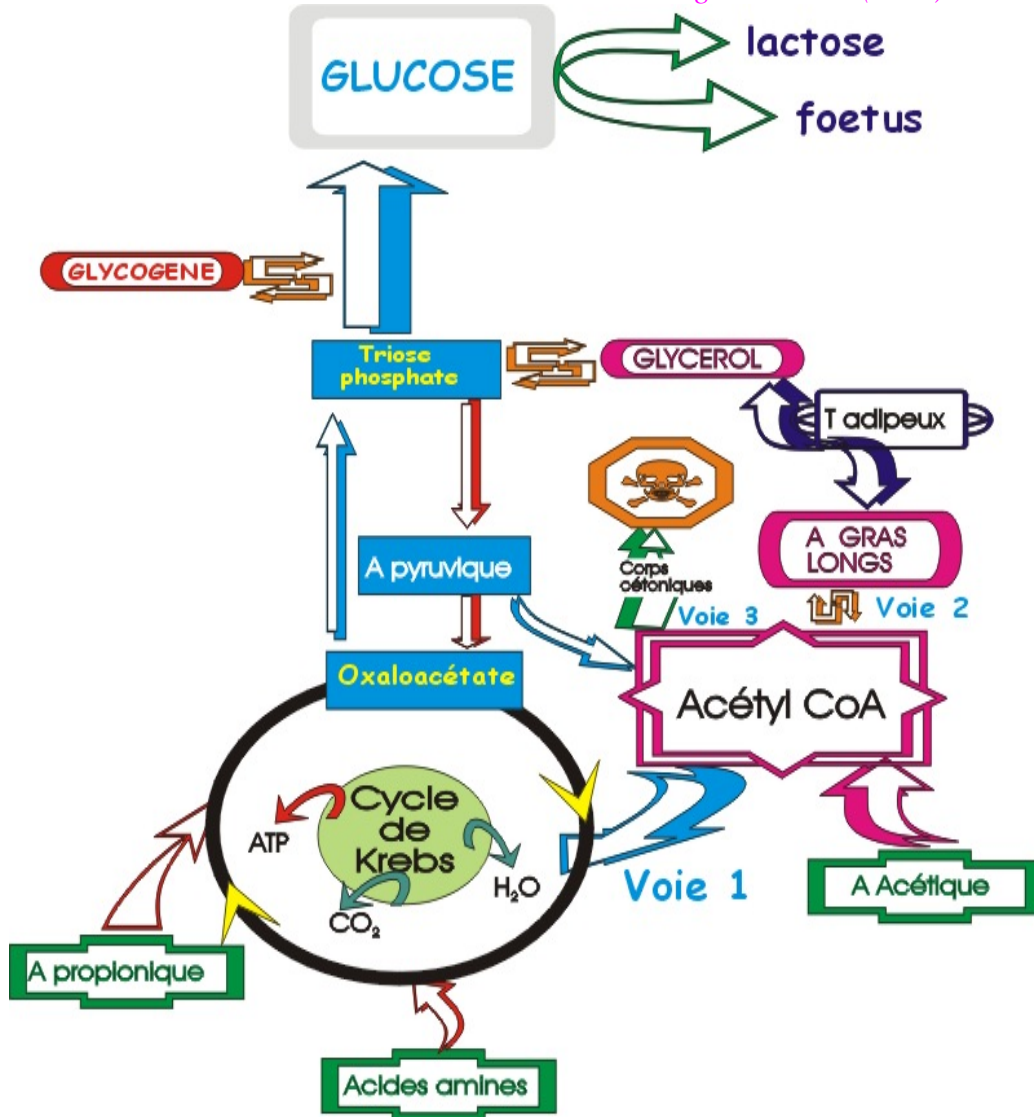 GLUCOSE
lactose
foetus
GLYCOGENE
Triose
phosphate
GLYCEROL
T adipeux
A GRAS
LONGS
A pyruvique
Corps
cétoniques
Voie 3
Voie 2
Oxaloacétate
Acétyl CoA
Cycle
de
Krebs
ATP
H₂O
CO₂
Voie 1
A Acétique
A propionique
Acides amines